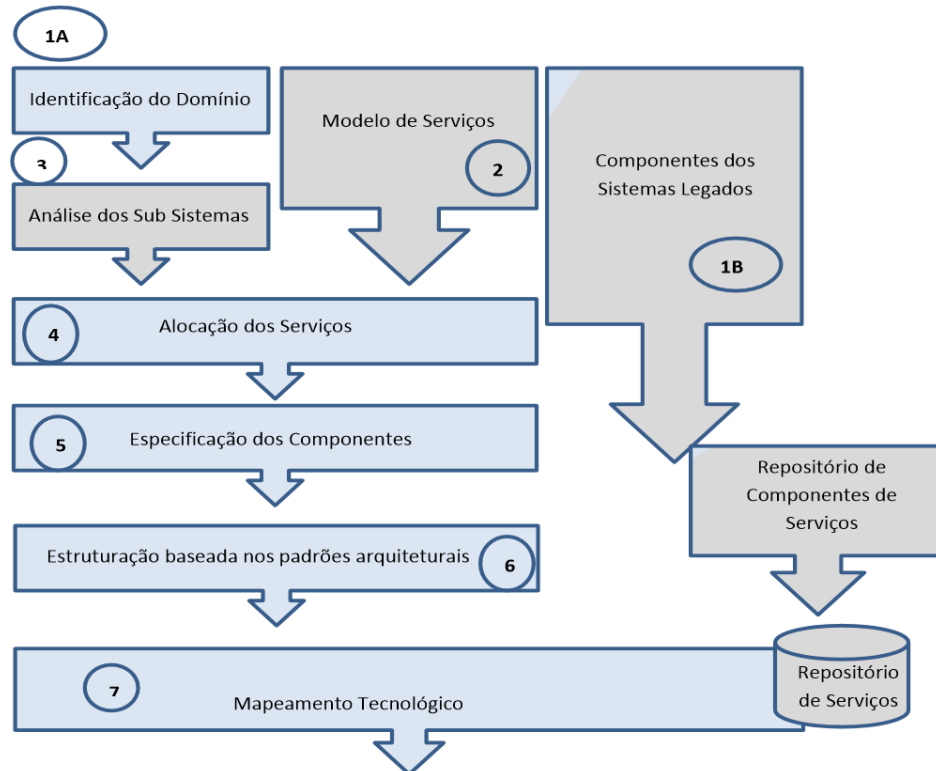 1A
Identificação do Domínio
3
Análise dos Sub Sistemas
Modelo de Serviços
2
Componentes dos
Sistemas Legados
1B
4
Alocação dos Serviços
5
Especificação dos Componentes
Estruturação baseada nos padrões arquiteturais
6
Repositório de
Componentes de
Serviços
7
Mapeamento Tecnológico
Repositório
de Serviços